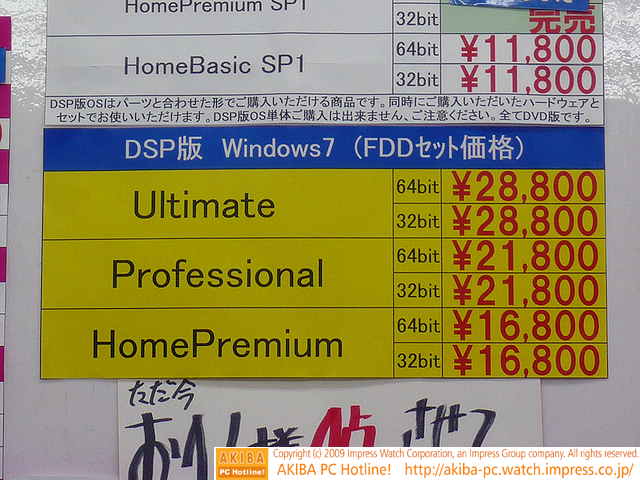 HomePremium SP1
32bit 完売
HomeBasic SP1
64bit ¥11,800
32bit ¥11,800
DSP版OSはパーツと合わせた形でご購入いただける商品です。同時にご購入いただいたハードウェアと
セットでお使いいただけます。DSP版OS単体ご購入は出来ません、ご注意ください。全てDVD版です。
DSP版 Windows7 (FDDセット価格)
Ultimate
64bit ¥28,800
32bit ¥28,800
Professional
64bit ¥21,800
32bit ¥21,800
HomePremium
64bit ¥16,800
32bit ¥16,800
ただ今
AKIBA
PC Hotline!
Copyright (c) 2009 Impress Watch Corporation, an Impress Group company. All rights reserved.
AKIBA PC Hotline! http://akiba-pc.watch.impress.co.jp/